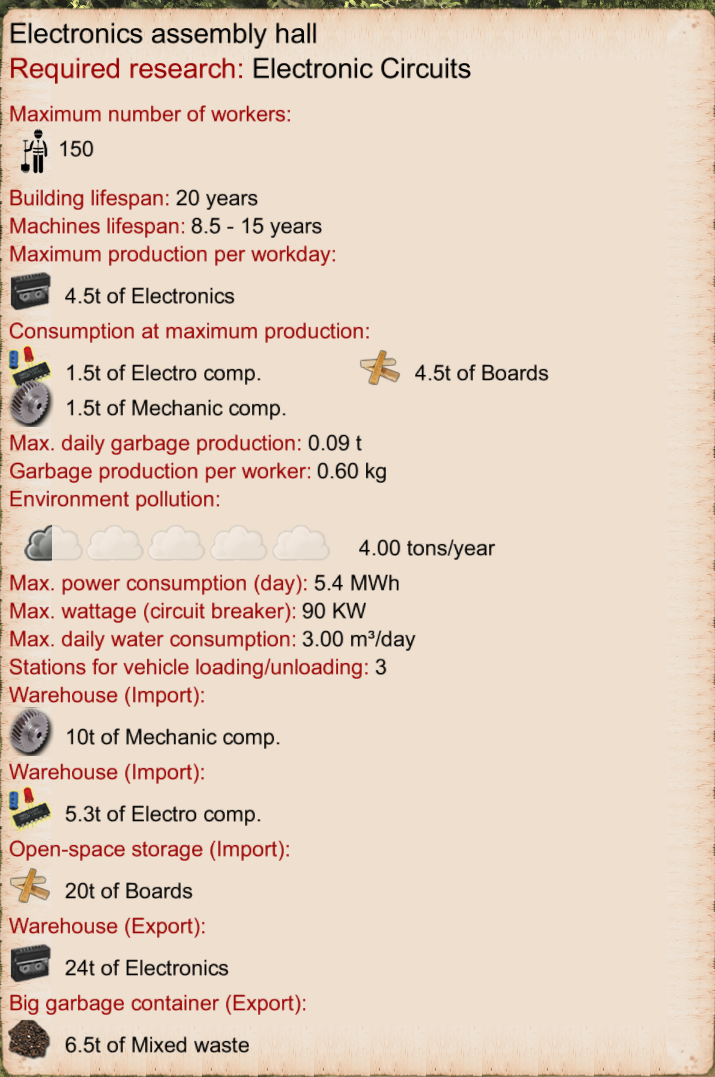 Electronics assembly hall
Required research: Electronic Circuits
Maximum number of workers:
150
Building lifespan: 20 years
Machines lifespan: 8.5 - 15 years
Maximum production per workday:
4.5t of Electronics
Consumption at maximum production:
1.5t of Electro comp. 4.5t of Boards
1.5t of Mechanic comp.
Max. daily garbage production: 0.09 t
Garbage production per worker: 0.60 kg
Environment pollution:
4.00 tons/year
Max. power consumption (day): 5.4 MWh
Max. wattage (circuit breaker): 90 KW
Max. daily water consumption: 3.00 m³/day
Stations for vehicle loading/unloading: 3
Warehouse (Import):
10t of Mechanic comp.
Warehouse (Import):
5.3t of Electro comp.
Open-space storage (Import):
20t of Boards
Warehouse (Export):
24t of Electronics
Big garbage container (Export):
6.5t of Mixed waste